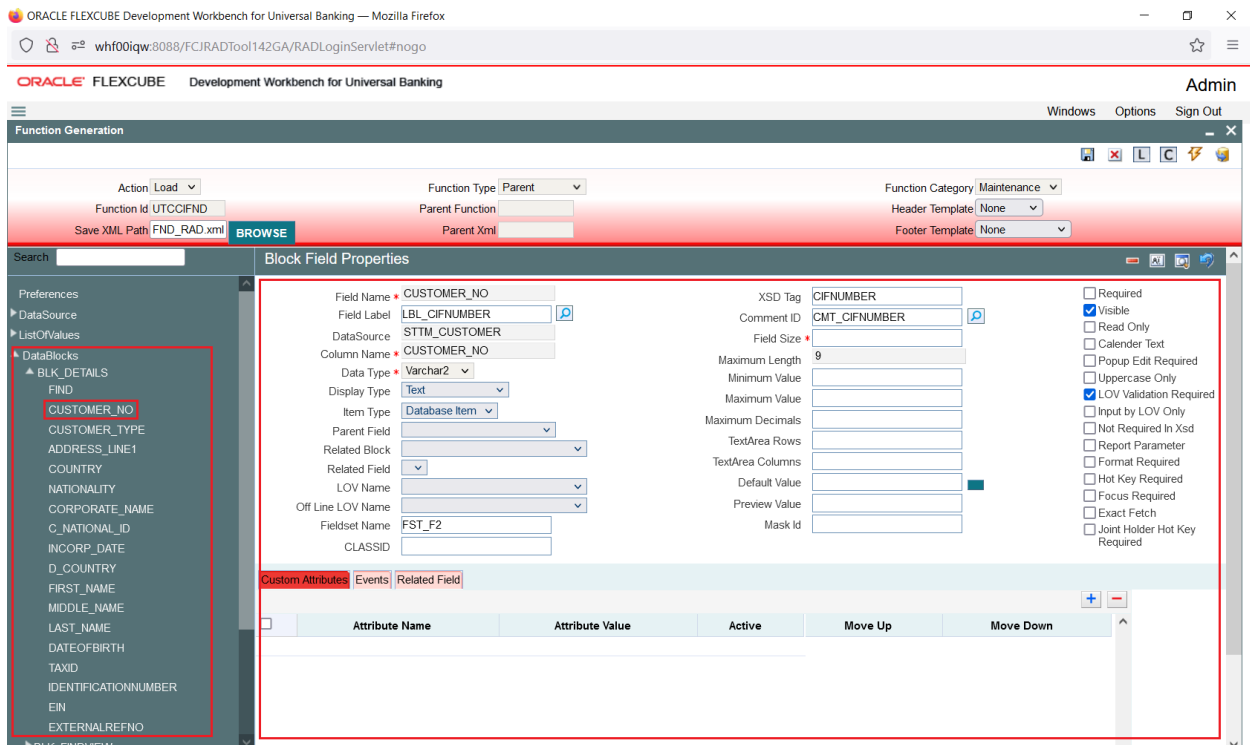 ORACLE FLEXCUBE Development Workbench for Universal Banking — Mozilla Firefox
whf00iqw:8088/FCJRADTool142GA/RADLoginServlet#nogo
ORACLE FLEXCUBE Development Workbench for Universal Banking
Admin
Windows Options Sign Out
Function Generation
L C
Action Load Function Type Parent Function Category Maintenance
Function Id UTCCIFND Parent Function Header Template None
Save XML Path FND_RAD.xml BROWSE Parent Xml Footer Template None
Search
Preferences
DataSource
ListOfValues
DataBlocks
BLK_DETAILS
FIND
CUSTOMER_NO
CUSTOMER_TYPE
ADDRESS_LINE1
COUNTRY
NATIONALITY
CORPORATE_NAME
C_NATIONAL_ID
INCORP_DATE
D_COUNTRY
FIRST_NAME
MIDDLE_NAME
LAST_NAME
DATEOFBIRTH
TAXID
IDENTIFICATIONNUMBER
EIN
EXTERNALREFNO
Block Field Properties
Field Name * CUSTOMER_NO
Field Label LBL_CIFNUMBER
DataSource STTM_CUSTOMER
Column Name * CUSTOMER_NO
Data Type * Varchar2
Display Type Text
Item Type Database Item
Parent Field
Related Block
Related Field
LOV Name
Off Line LOV Name
Fieldset Name FST_F2
CLASSID
XSD Tag CIFNUMBER
Comment ID CMT_CIFNUMBER
Field Size *
Maximum Length 9
Minimum Value
Maximum Value
Maximum Decimals
TextArea Rows
TextArea Columns
Default Value
Preview Value
Mask Id
Required
Visible
Read Only
Calender Text
Popup Edit Required
Uppercase Only
LOV Validation Required
Input by LOV Only
Not Required In Xsd
Report Parameter
Format Required
Hot Key Required
Focus Required
Exact Fetch
Joint Holder Hot Key
Required
Custom Attributes Events Related Field
Attribute Name Attribute Value Active Move Up Move Down